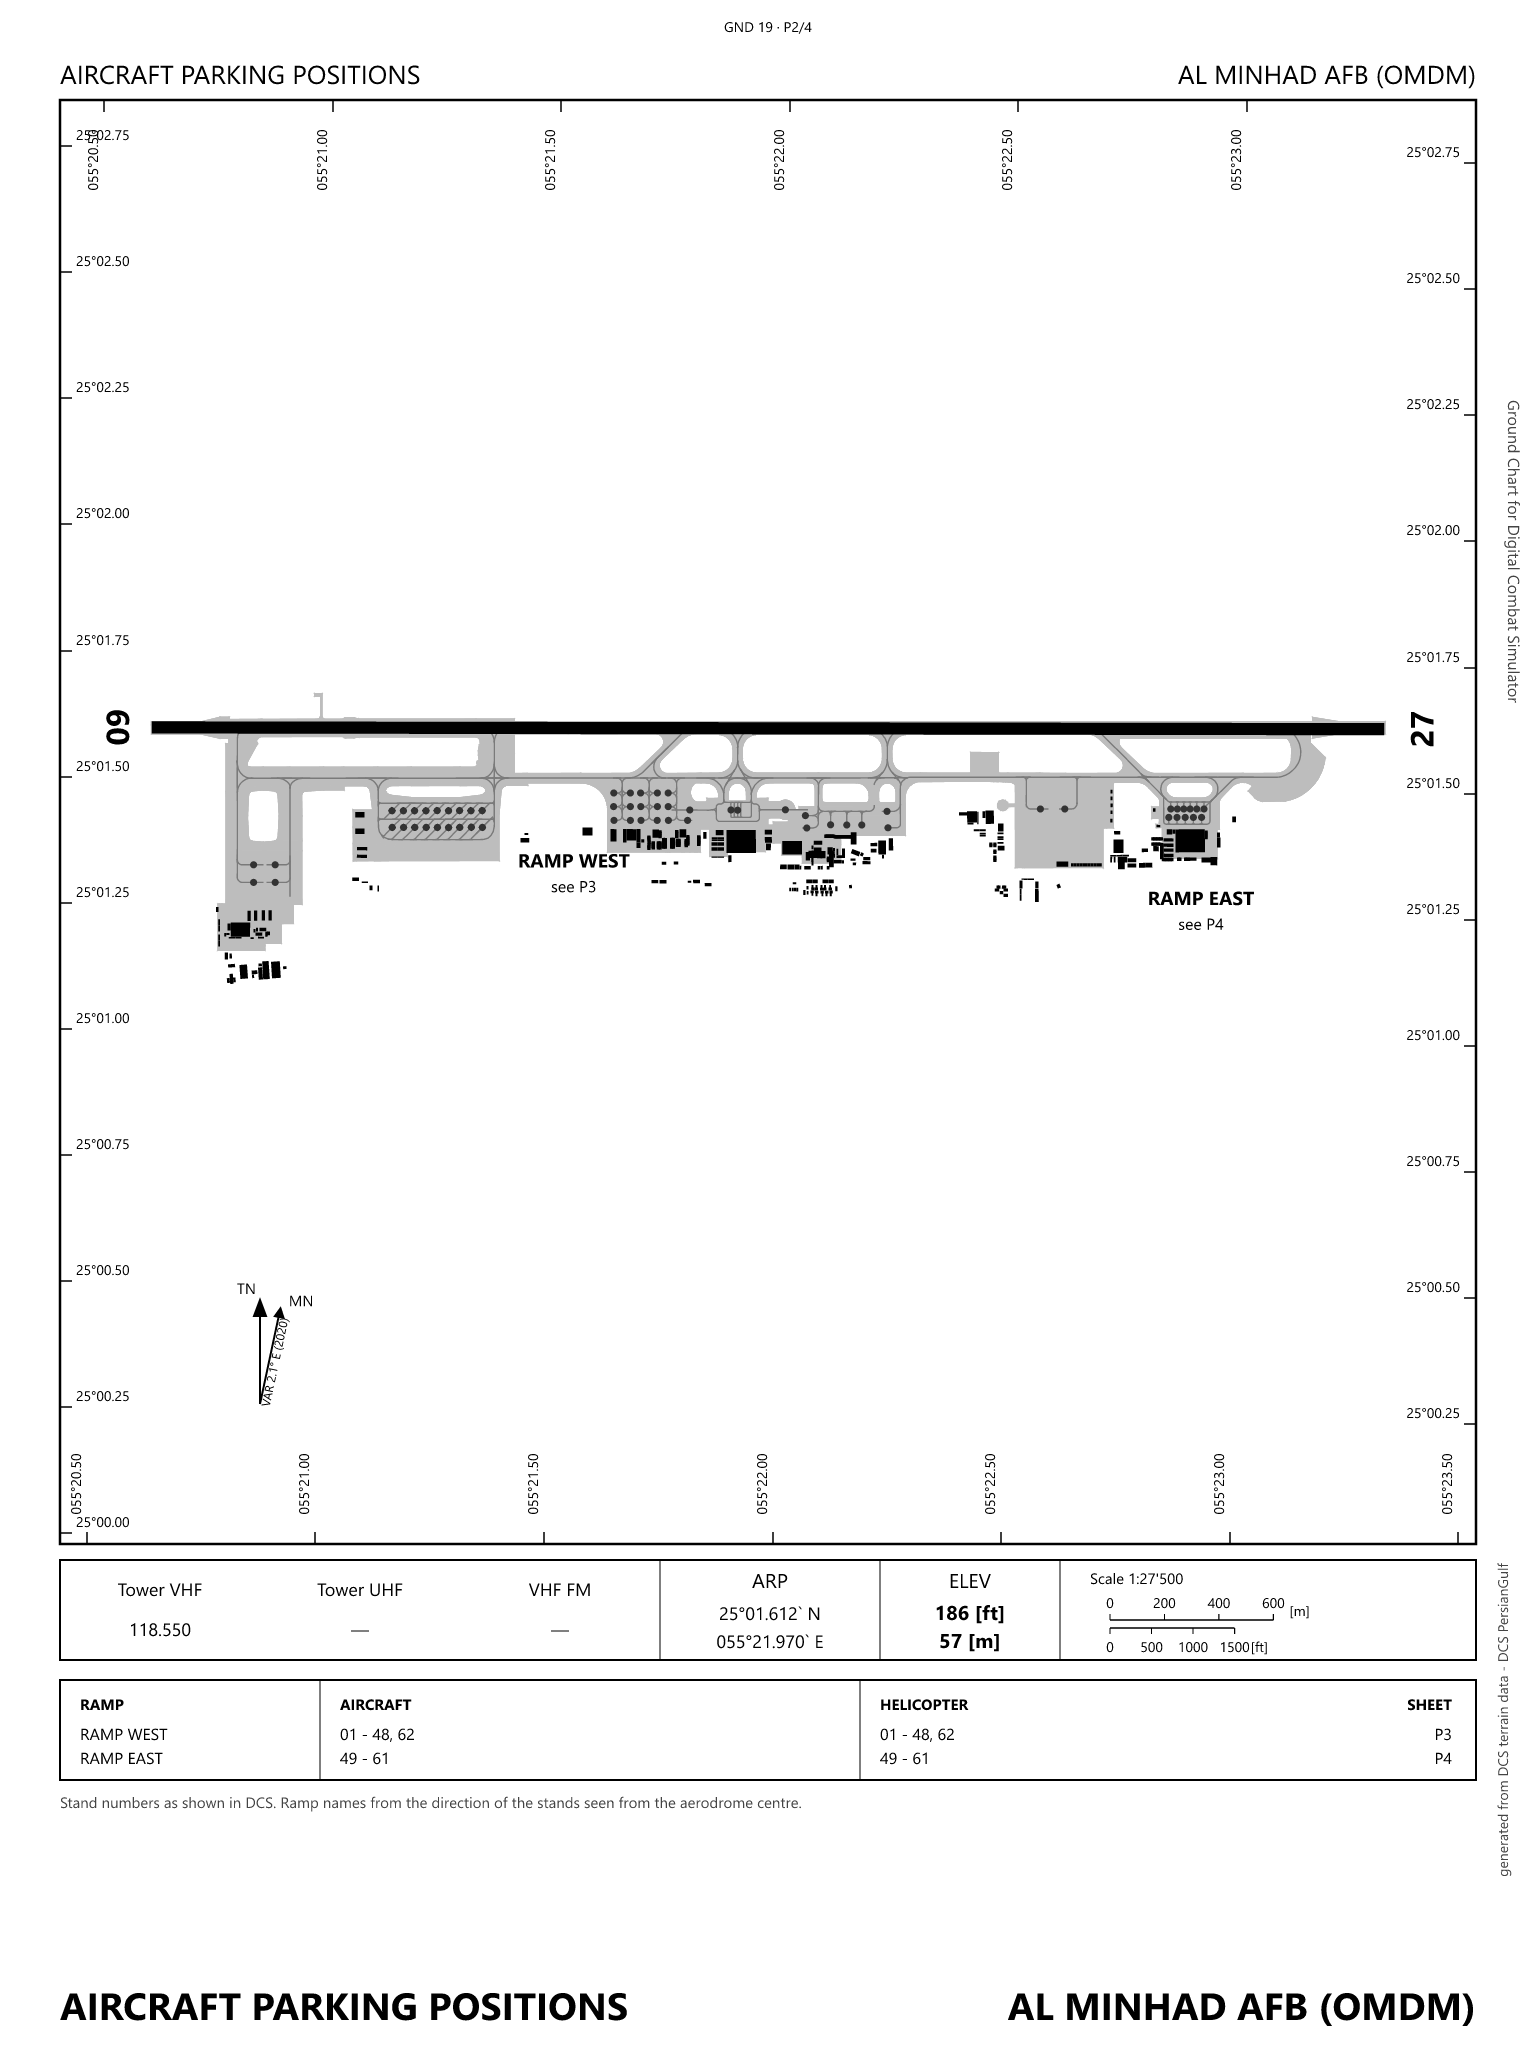 GND 19 · P2/4
AIRCRAFT PARKING POSITIONS
AL MINHAD AFB (OMDM)
055°20.50
055°21.00
055°21.50
055°22.00
055°22.50
055°23.00
25°02.75
25°02.75
25°02.50
25°02.50
25°02.25
25°02.25
25°02.00
25°02.00
25°01.75
25°01.75
09
27
25°01.50
25°01.50
RAMP WEST
see P3
25°01.25
25°01.25
RAMP EAST
see P4
25°01.00
25°01.00
25°00.75
25°00.75
25°00.50
25°00.50
TN
MN
VAR 2.1° E (2020)
25°00.25
25°00.25
055°20.50
055°21.00
055°21.50
055°22.00
055°22.50
055°23.00
055°23.50
25°00.00
Ground Chart for Digital Combat Simulator
Tower VHF
118.550
Tower UHF
—
VHF FM
—
ARP
25°01.612` N
055°21.970` E
ELEV
186 [ft]
57 [m]
Scale 1:27'500
0 200 400 600 [m]
0 500 1000 1500 [ft]
RAMP AIRCRAFT HELICOPTER SHEET
RAMP WEST 01 - 48, 62 01 - 48, 62 P3
RAMP EAST 49 - 61 49 - 61 P4
Stand numbers as shown in DCS. Ramp names from the direction of the stands seen from the aerodrome centre.
generated from DCS terrain data - DCS PersianGulf
AIRCRAFT PARKING POSITIONS
AL MINHAD AFB (OMDM)